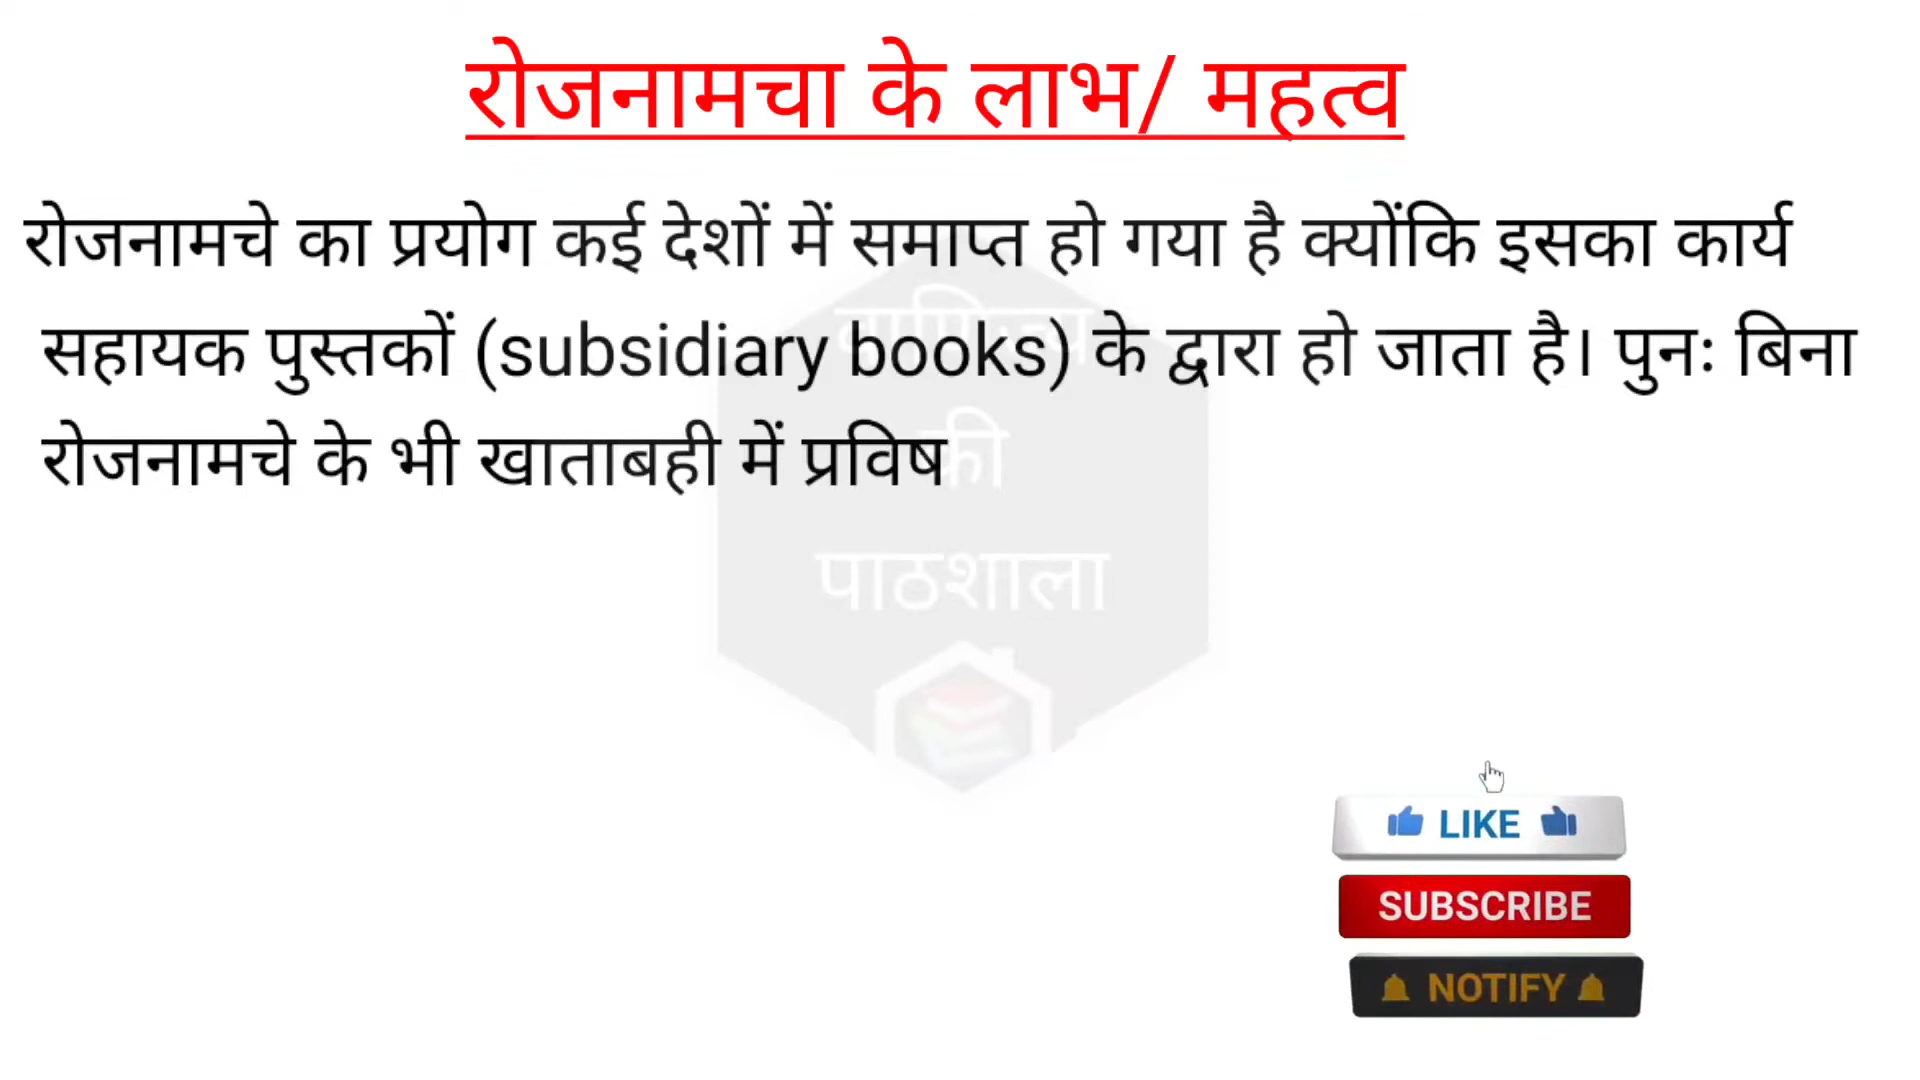 रोजनामचा के लाभ/ महत्व
रोजनामचे का प्रयोग कई देशों में समाप्त हो गया है क्योंकि इसका कार्य
सहायक पुस्तकों (subsidiary books) के द्वारा हो जाता है। पुनः बिना
रोजनामचे के भी खाताबही में प्रविष
की
पाठशाला
LIKE
SUBSCRIBE
NOTIFY